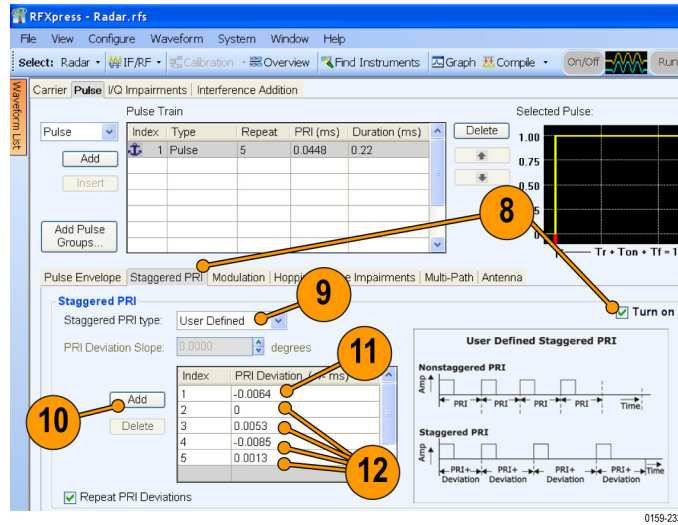 RFXpress - Radar.rfs
File View Configure Waveform System Window Help
Select: Radar IF/RF Calibration Overview Find Instruments Graph Compile On/Off Run
Waveform List
Carrier Pulse I/Q Impairments Interference Addition
Pulse Train
Selected Pulse:
Pulse
Index Type Repeat PRI (ms) Duration (ms)
1 Pulse 5 0.0448 0.22
Delete
Add
Insert
Add Pulse
Groups...
1.00
0.75
0.50
0
Tr + Ton + Tf = 1
8
Pulse Envelope Staggered PRI Modulation Impairments Multi-Path Antenna
Turn on
Staggered PRI
Staggered PRI type: User Defined
9
PRI Deviation Slope: 0.0000 degrees
11
Index PRI Deviation ms)
1 -0.0064
2 0
3 0.0053
4 -0.0085
5 0.0013
Add
Delete
10
12
Repeat PRI Deviations
User Defined Staggered PRI
Nonstaggered PRI
Amp
PRI PRI PRI PRI Time
Staggered PRI
Amp
PRI+ PRI+ PRI+ PRI+ Time
Deviation Deviation Deviation Deviation